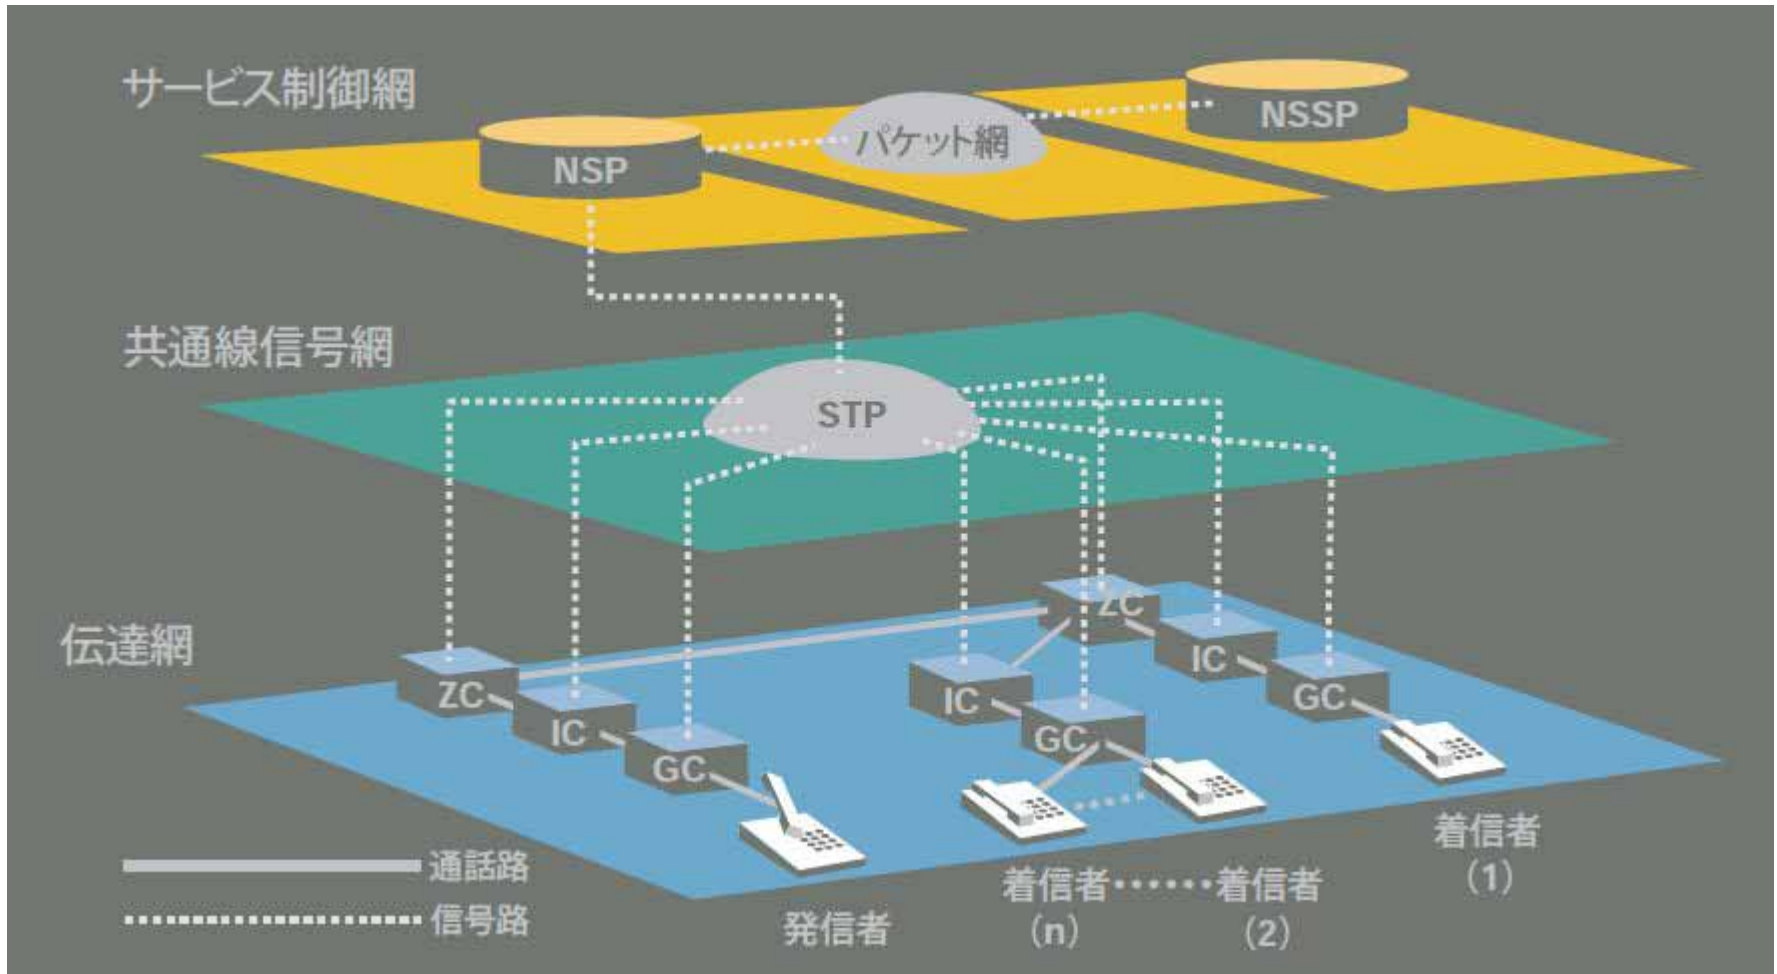 サービス制御網
NSP
パケット網
NSSP
共通線信号網
STP
伝達網
ZC
IC
GC
IC
GC
ZC
IC
GC
通話路
信号路
発信者
着信者
(n)
着信者
(2)
着信者
(1)